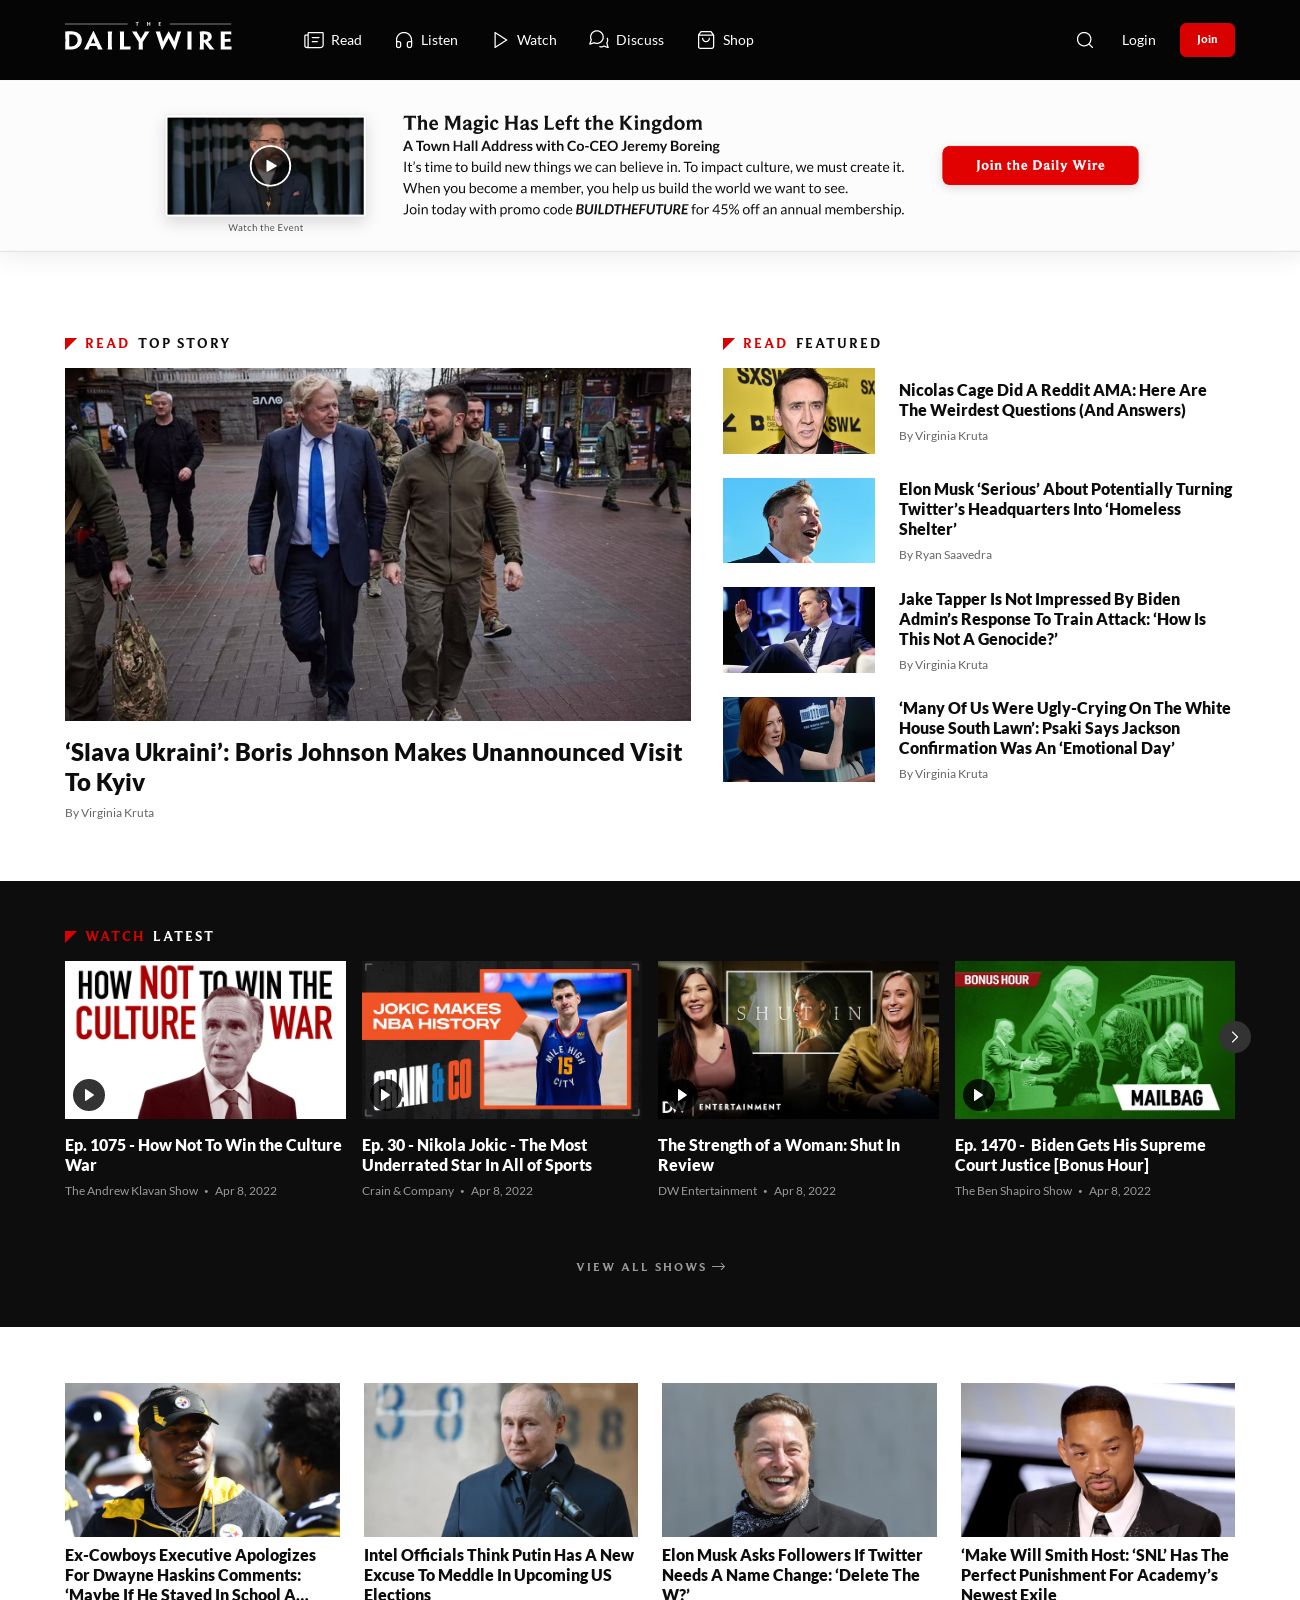 THE
DAILYWIRE
Read
Listen
Watch
Discuss
Shop
Login
Join
The Magic Has Left the Kingdom
A Town Hall Address with Co-CEO Jeremy Boreing
It's time to build new things we can believe in. To impact culture, we must create it.
When you become a member, you help us build the world we want to see.
Join today with promo code BUILDTHEFUTURE for 45% off an annual membership.
Watch the Event
Join the Daily Wire
READ TOP STORY
‘Slava Ukraini’: Boris Johnson Makes Unannounced Visit
To Kyiv
By Virginia Kruta
READ FEATURED
SXSW
Nicolas Cage Did A Reddit AMA: Here Are
The Weirdest Questions (And Answers)
By Virginia Kruta
Elon Musk ‘Serious’ About Potentially Turning
Twitter’s Headquarters Into ‘Homeless
Shelter’
By Ryan Saavedra
Jake Tapper Is Not Impressed By Biden
Admin’s Response To Train Attack: ‘How Is
This Not A Genocide?’
By Virginia Kruta
‘Many Of Us Were Ugly-Crying On The White
House South Lawn’: Psaki Says Jackson
Confirmation Was An ‘Emotional Day’
By Virginia Kruta
WATCH LATEST
HOW NOT TO WIN THE
CULTURE WAR
Ep. 1075 - How Not To Win the Culture
War
The Andrew Klavan Show • Apr 8, 2022
JOKIC MAKES
NBA HISTORY
CRAIN & CO
MILE HIGH
15
CITY
Ep. 30 - Nikola Jokic - The Most
Underrated Star In All of Sports
Crain & Company • Apr 8, 2022
SHUT IN
DW ENTERTAINMENT
The Strength of a Woman: Shut In
Review
DW Entertainment • Apr 8, 2022
BONUS HOUR
MAILBAG
Ep. 1470 - Biden Gets His Supreme
Court Justice [Bonus Hour]
The Ben Shapiro Show • Apr 8, 2022
VIEW ALL SHOWS
Ex-Cowboys Executive Apologizes
For Dwayne Haskins Comments:
‘Maybe If He Stayed In School A…
Intel Officials Think Putin Has A New
Excuse To Meddle In Upcoming US
Elections
Elon Musk Asks Followers If Twitter
Needs A Name Change: ‘Delete The
W?’
‘Make Will Smith Host: ‘SNL’ Has The
Perfect Punishment For Academy’s
Newest Exile